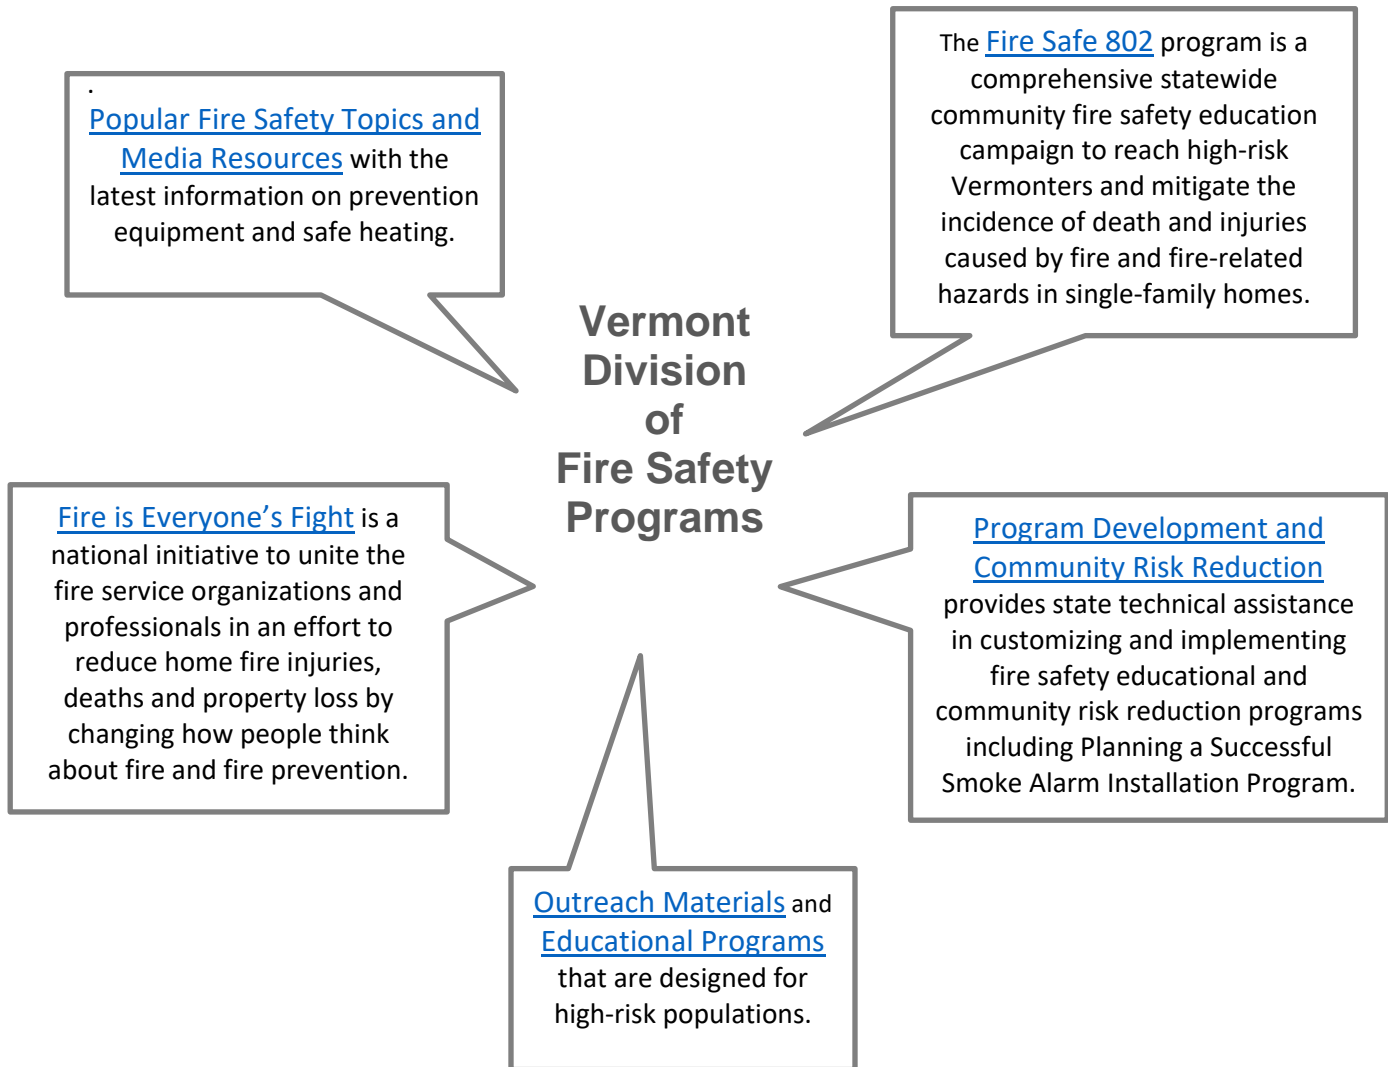 .
Popular Fire Safety Topics and
Media Resources with the
latest information on prevention
equipment and safe heating.
The Fire Safe 802 program is a
comprehensive statewide
community fire safety education
campaign to reach high-risk
Vermonters and mitigate the
incidence of death and injuries
caused by fire and fire-related
hazards in single-family homes.
Vermont
Division
of
Fire Safety
Programs
Fire is Everyone’s Fight is a
national initiative to unite the
fire service organizations and
professionals in an effort to
reduce home fire injuries,
deaths and property loss by
changing how people think
about fire and fire prevention.
Program Development and
Community Risk Reduction
provides state technical assistance
in customizing and implementing
fire safety educational and
community risk reduction programs
including Planning a Successful
Smoke Alarm Installation Program.
Outreach Materials and
Educational Programs
that are designed for
high-risk populations.